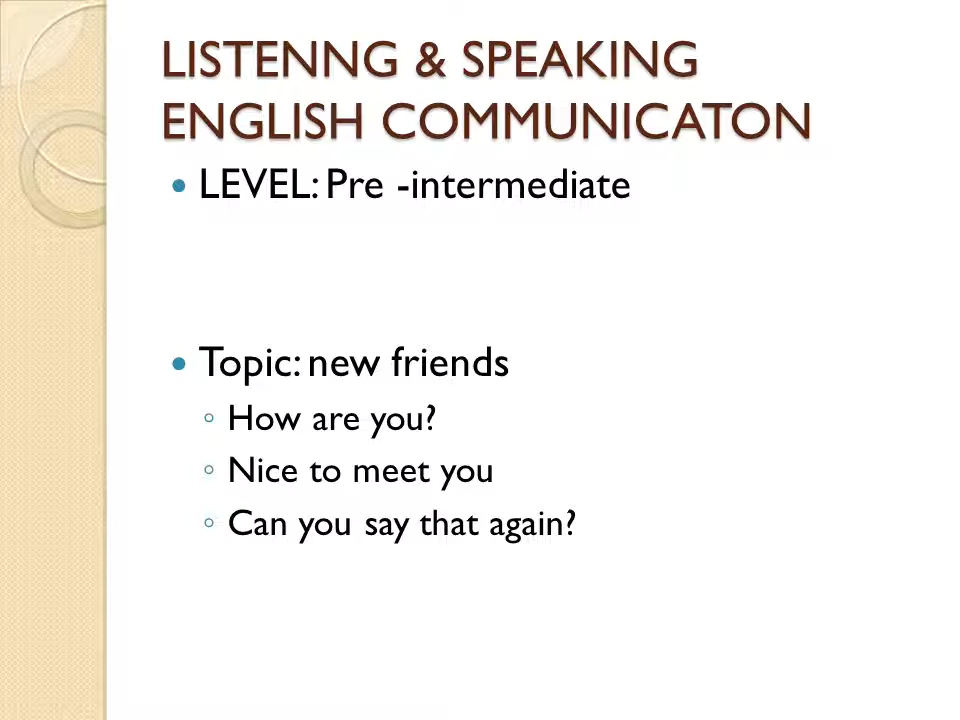 LISTENNG & SPEAKING
ENGLISH COMMUNICATON
LEVEL: Pre -intermediate
Topic: new friends
How are you?
Nice to meet you
Can you say that again?